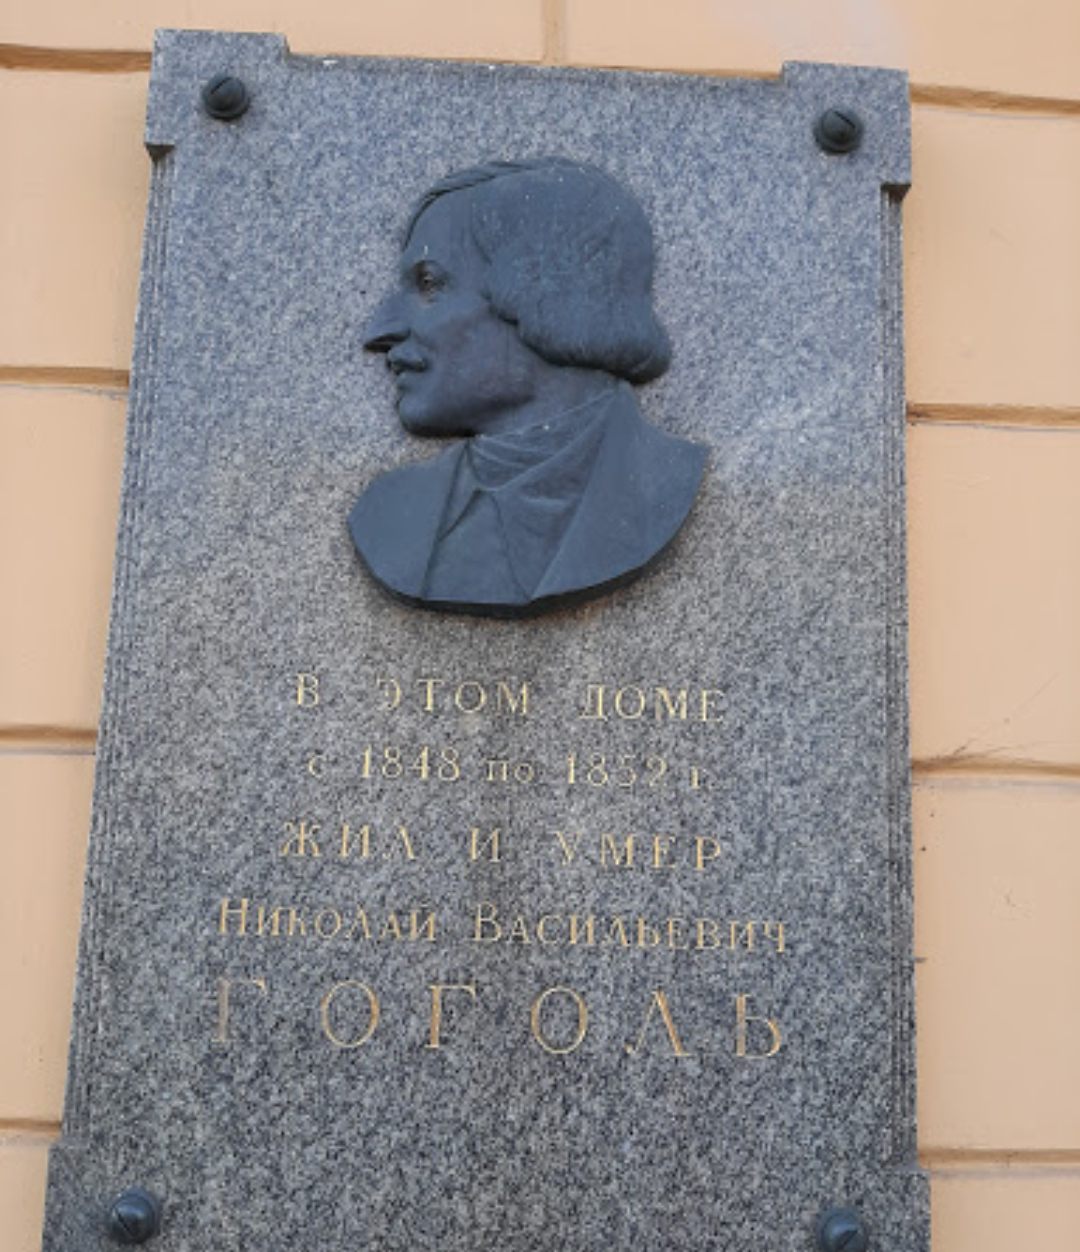 В ЭТОМ ДОМЕ
с 1848 по 1852 г.
ЖИЛ И УМЕР
НИКОЛАЙ ВАСИЛЬЕВИЧ
ГОГОЛЬ